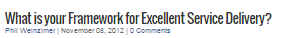 What is your Framework for Excellent Service Delivery?
Phil Weinzimer | November 08, 2012 | 0 Comments